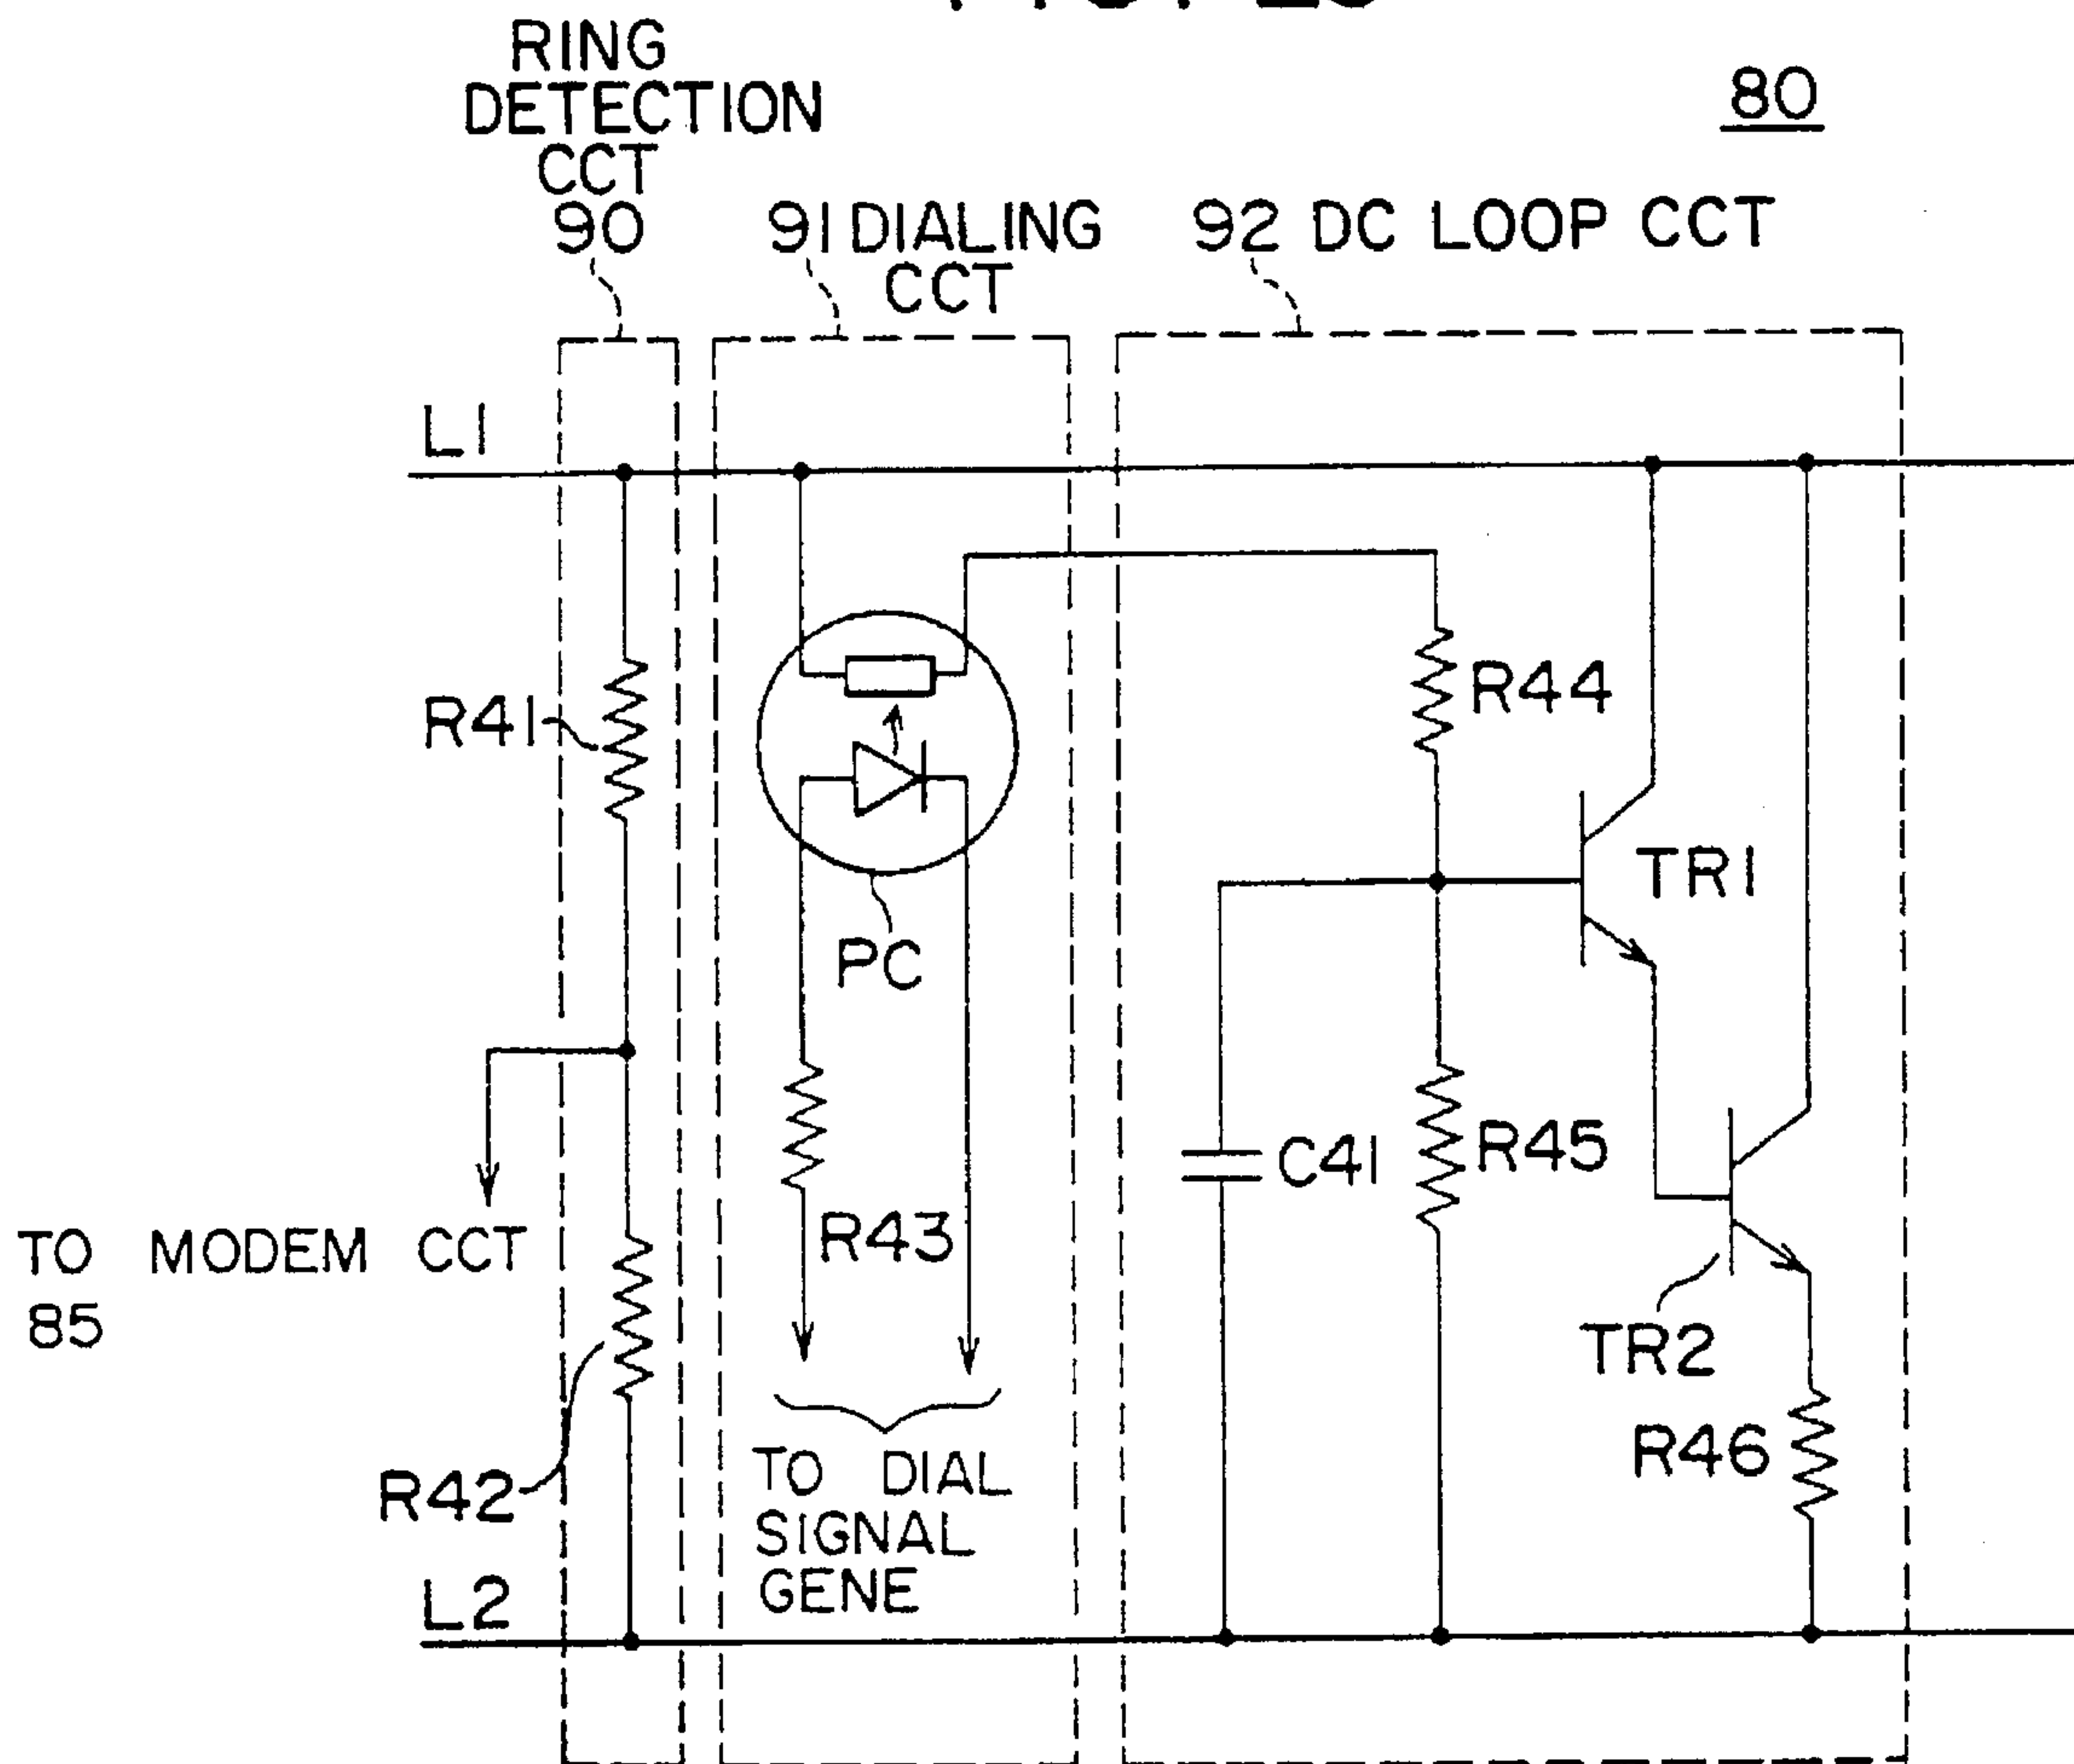 80
RING
DETECTION
CCT
90
91 DIALING
CCT
92 DC LOOP CCT
L1
R41
R44
TR1
PC
C41
R45
R43
TO MODEM CCT
85
TR2
R42
R46
TO DIAL
SIGNAL
GENE
L2